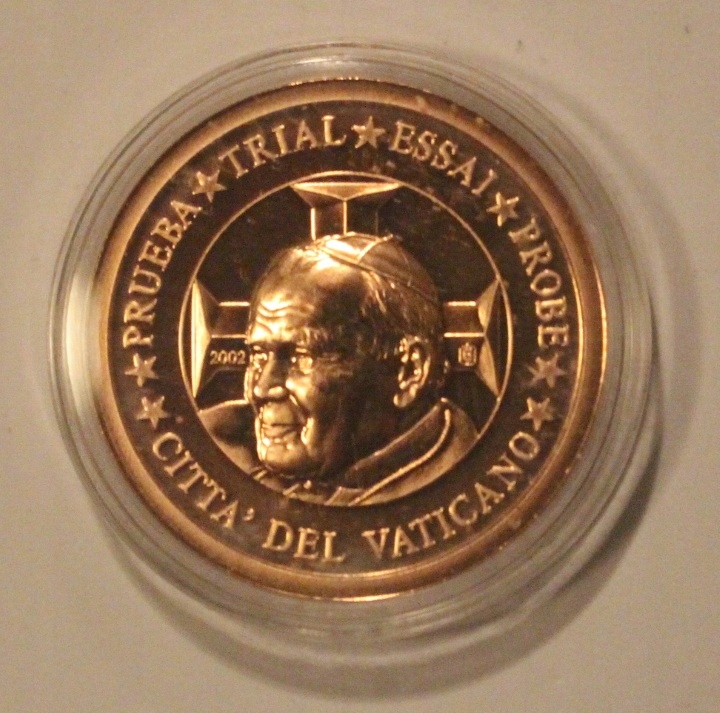 ★ PRUEBA ★ TRIAL ★ ESSAI ★ PROBE ★
2002
★ CITTA' DEL VATICANO ★